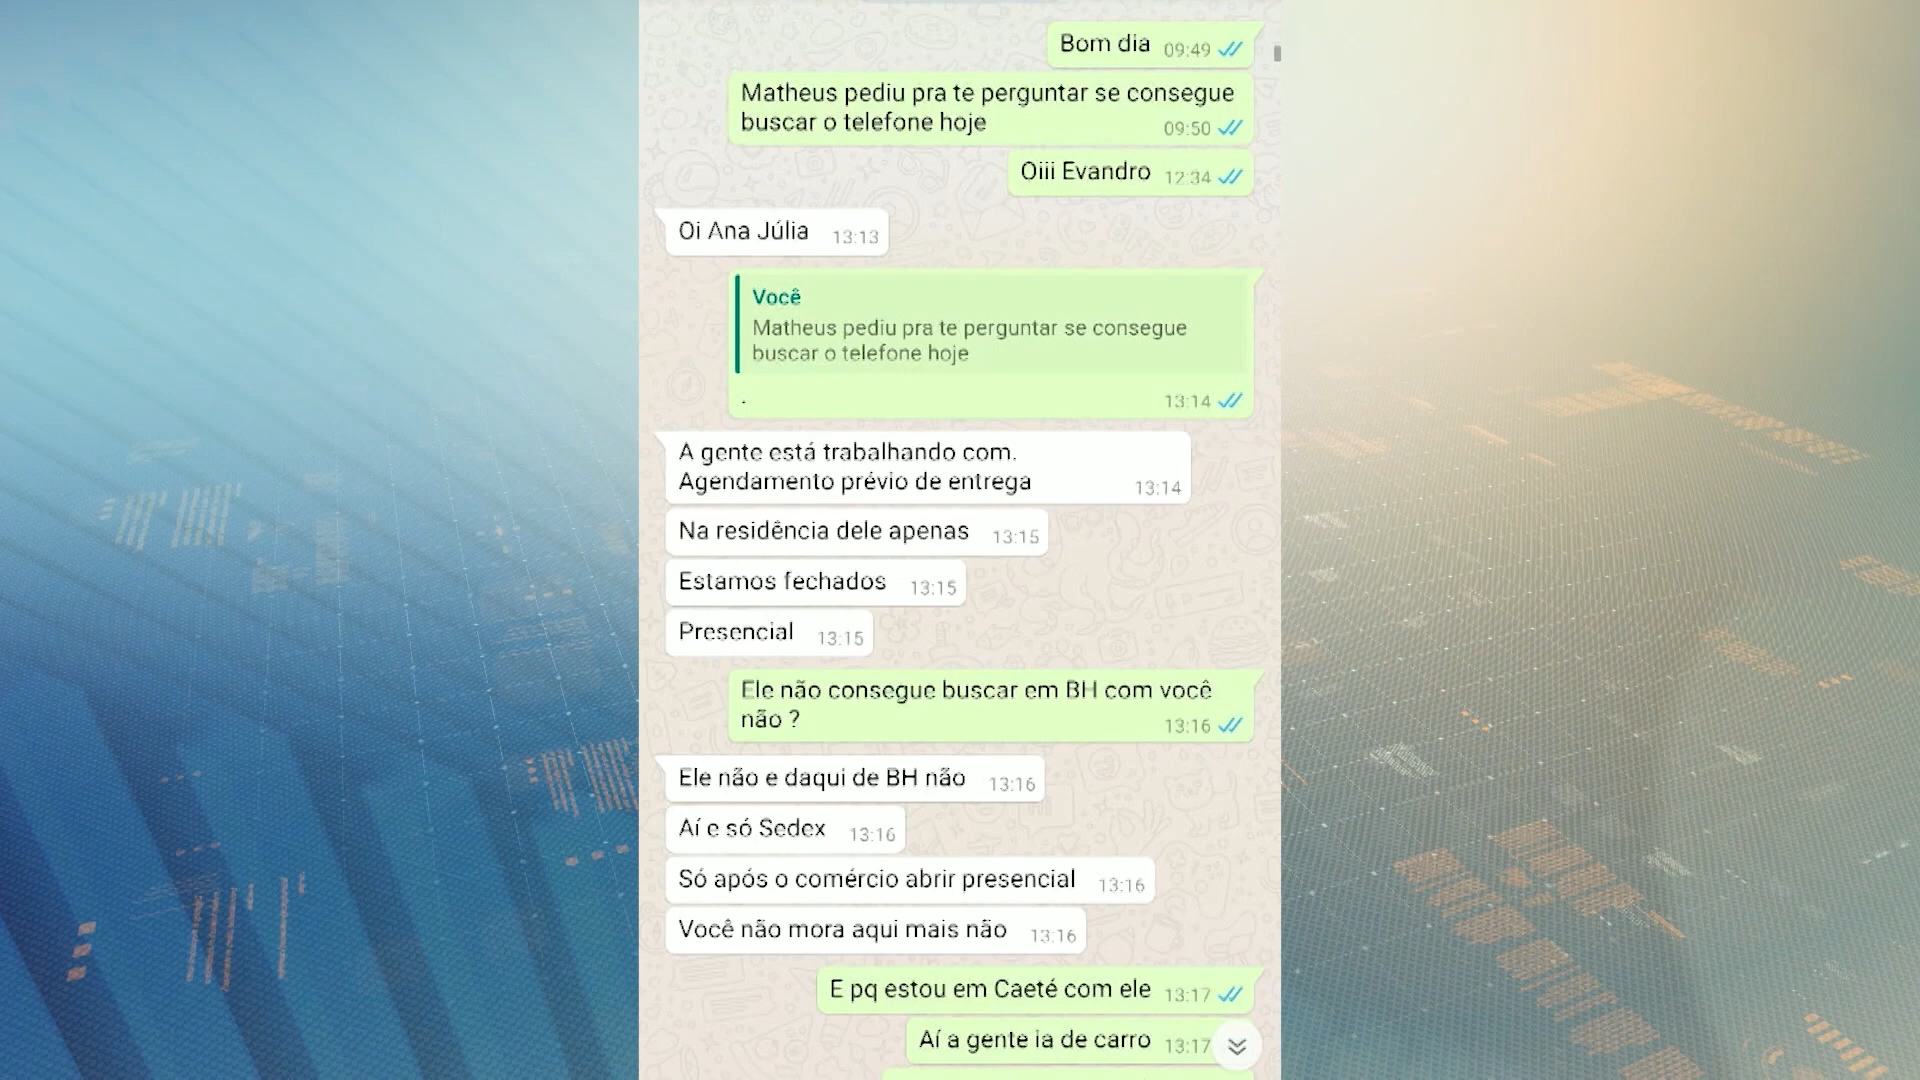 Bom dia 09:49
Matheus pediu pra te perguntar se consegue
buscar o telefone hoje 09:50
Oiii Evandro 12:34
Oi Ana Júlia 13:13
Você
Matheus pediu pra te perguntar se consegue
buscar o telefone hoje
. 13:14
A gente está trabalhando com.
Agendamento prévio de entrega 13:14
Na residência dele apenas 13:15
Estamos fechados 13:15
Presencial 13:15
Ele não consegue buscar em BH com você
não ? 13:16
Ele não e daqui de BH não 13:16
Aí e só Sedex 13:16
Só após o comércio abrir presencial 13:16
Você não mora aqui mais não 13:16
E pq estou em Caeté com ele 13:17
Aí a gente ia de carro 13:17